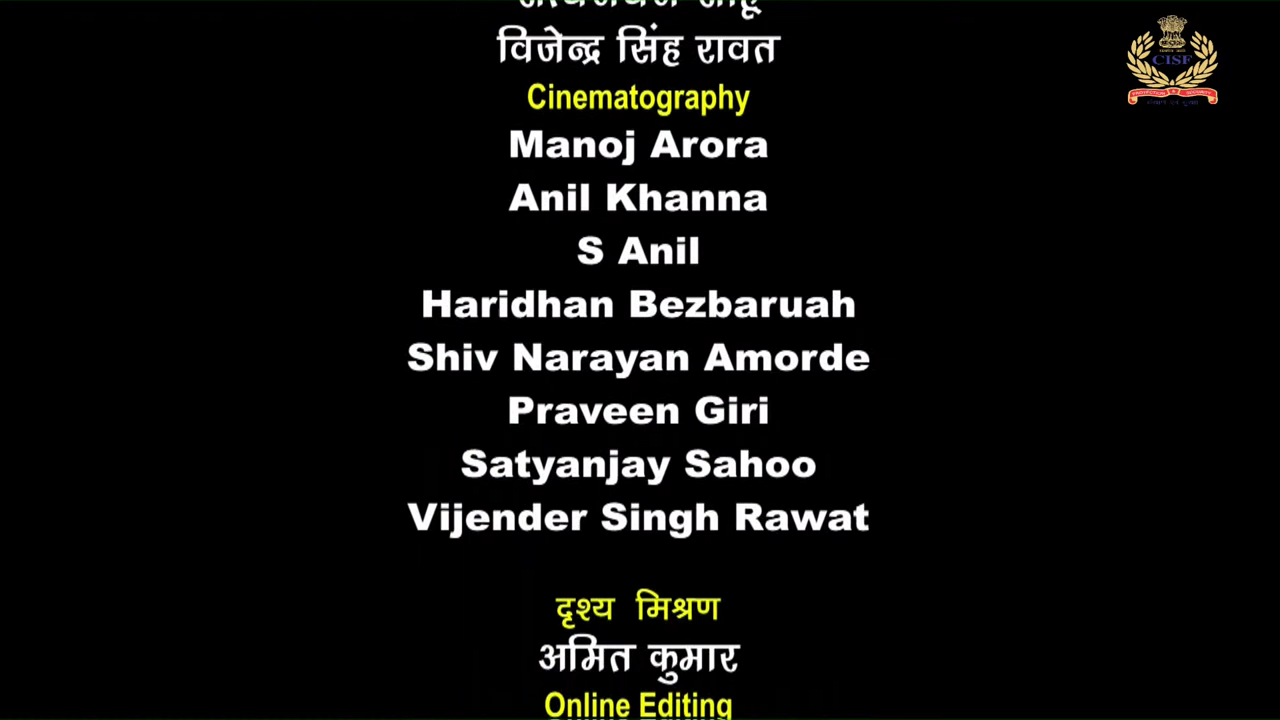 विजेन्द्र सिंह रावत
Cinematography
Manoj Arora
Anil Khanna
S Anil
Haridhan Bezbaruah
Shiv Narayan Amorde
Praveen Giri
Satyanjay Sahoo
Vijender Singh Rawat
दृश्य मिश्रण
अमित कुमार
Online Editing
CISF